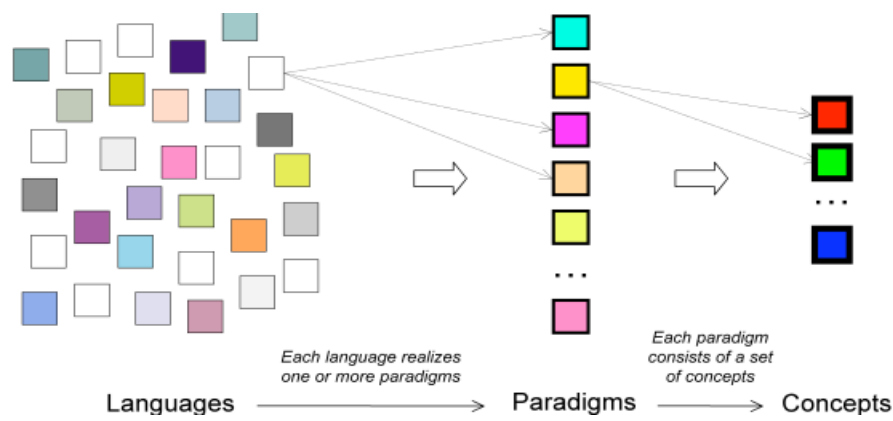 . . .
. . .
Each language realizes
one or more paradigms
Each paradigm
consists of a set
of concepts
Languages
Paradigms
Concepts